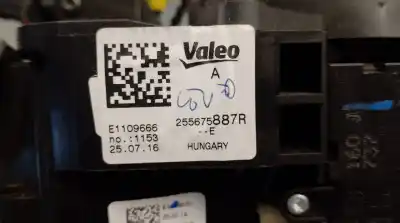 Valeo
A
E1109666
255675887R
no.:1153
--E
25.07.16
HUNGARY